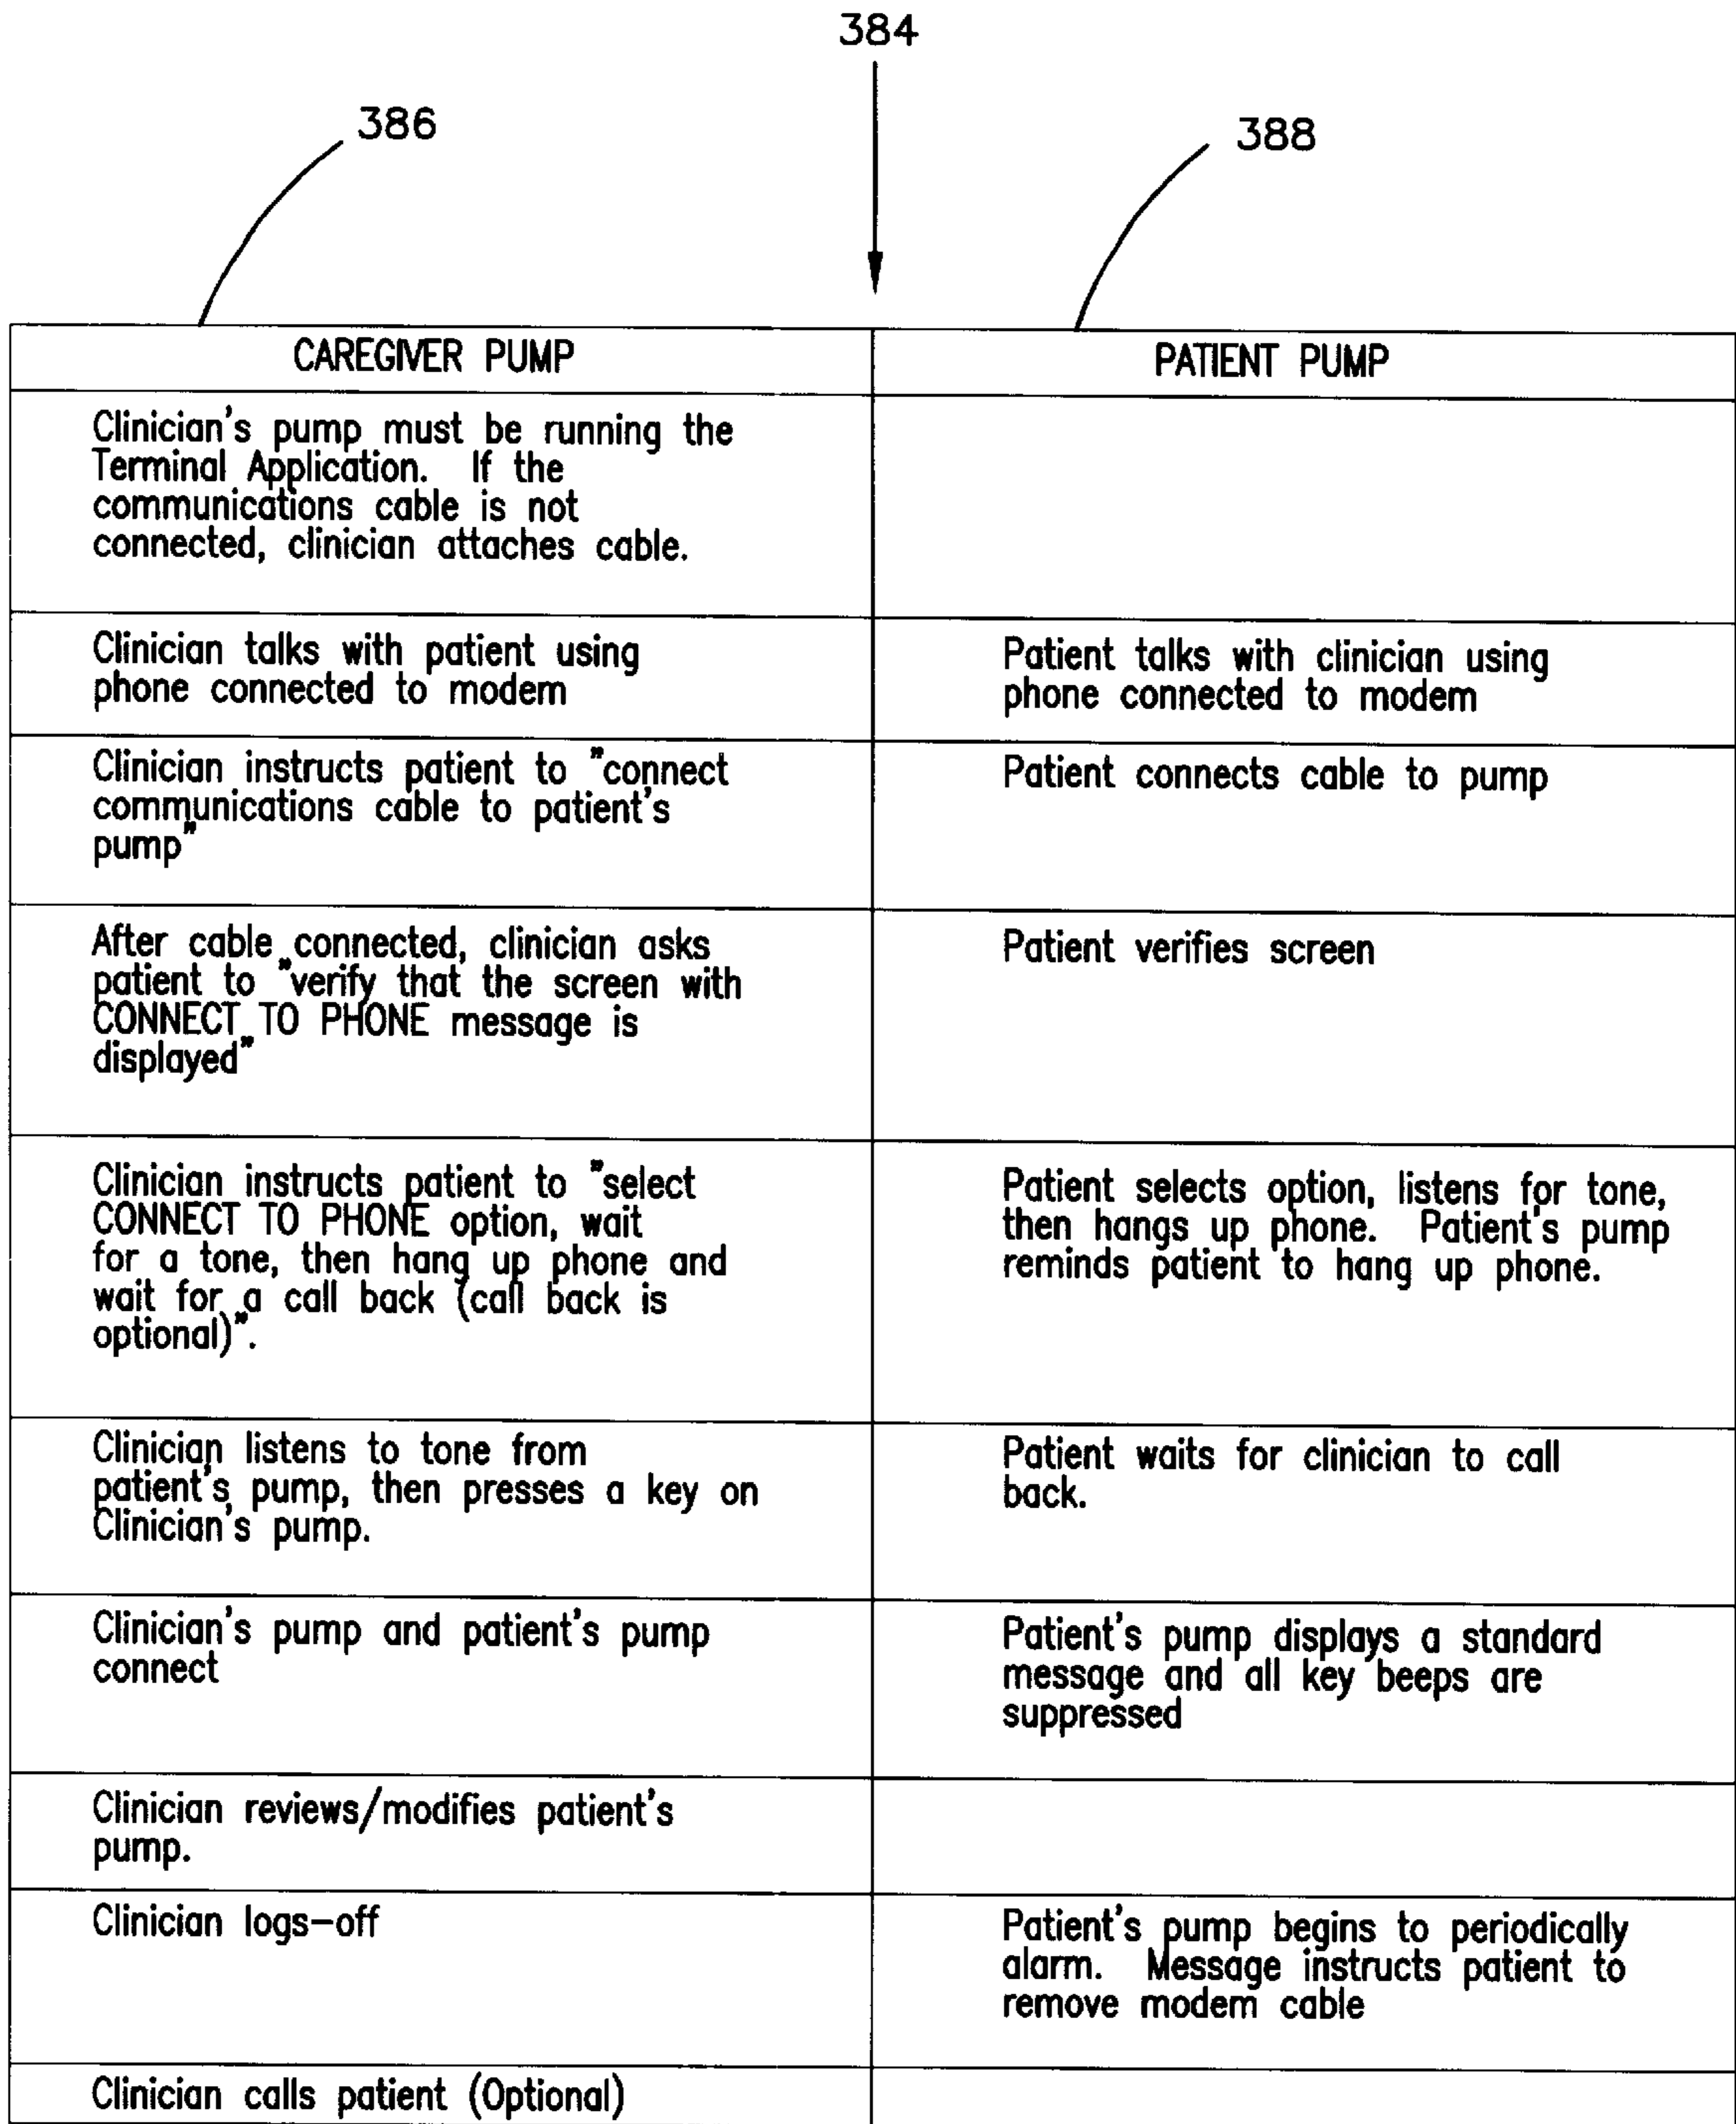 384
386
388
CAREGIVER PUMP
PATIENT PUMP
Clinician's pump must be running the
Terminal Application. If the
communications cable is not
connected, clinician attaches cable.
Clinician talks with patient using
phone connected to modem
Patient talks with clinician using
phone connected to modem
Clinician instructs patient to "connect
communications cable to patient's
pump"
Patient connects cable to pump
After cable connected, clinician asks
patient to "verify that the screen with
CONNECT TO PHONE message is
displayed"
Patient verifies screen
Clinician instructs patient to "select
CONNECT TO PHONE option, wait
for a tone, then hang up phone and
wait for a call back (call back is
optional)".
Patient selects option, listens for tone,
then hangs up phone. Patient's pump
reminds patient to hang up phone.
Clinician listens to tone from
patient's pump, then presses a key on
Clinician's pump.
Patient waits for clinician to call
back.
Clinician's pump and patient's pump
connect
Patient's pump displays a standard
message and all key beeps are
suppressed
Clinician reviews/modifies patient's
pump.
Clinician logs-off
Patient's pump begins to periodically
alarm. Message instructs patient to
remove modem cable
Clinician calls patient (Optional)